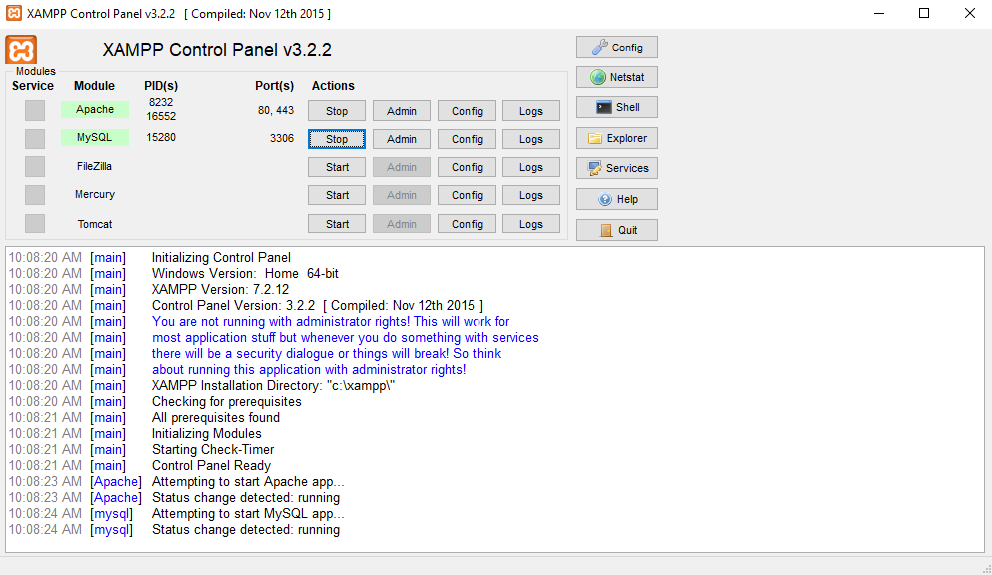 XAMPP Control Panel v3.2.2 [ Compiled: Nov 12th 2015 ]
XAMPP Control Panel v3.2.2
Config
Modules
Service Module PID(s) Port(s) Actions
Netstat
Apache 8232 16552 80, 443 Stop Admin Config Logs
Shell
MySQL 15280 3306 Stop Admin Config Logs
Explorer
FileZilla Start Admin Config Logs
Services
Mercury Start Admin Config Logs
Help
Tomcat Start Admin Config Logs
Quit
10:08:20 AM [main] Initializing Control Panel
10:08:20 AM [main] Windows Version: Home 64-bit
10:08:20 AM [main] XAMPP Version: 7.2.12
10:08:20 AM [main] Control Panel Version: 3.2.2 [ Compiled: Nov 12th 2015 ]
10:08:20 AM [main] You are not running with administrator rights! This will work for
10:08:20 AM [main] most application stuff but whenever you do something with services
10:08:20 AM [main] there will be a security dialogue or things will break! So think
10:08:20 AM [main] about running this application with administrator rights!
10:08:20 AM [main] XAMPP Installation Directory: "c:\xampp\"
10:08:20 AM [main] Checking for prerequisites
10:08:21 AM [main] All prerequisites found
10:08:21 AM [main] Initializing Modules
10:08:21 AM [main] Starting Check-Timer
10:08:21 AM [main] Control Panel Ready
10:08:23 AM [Apache] Attempting to start Apache app...
10:08:23 AM [Apache] Status change detected: running
10:08:24 AM [mysql] Attempting to start MySQL app...
10:08:24 AM [mysql] Status change detected: running